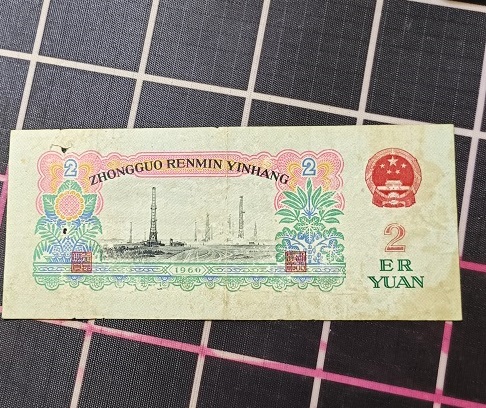 2 2
ZHONGGUO RENMIN YINHANG
1960
2
ER
YUAN